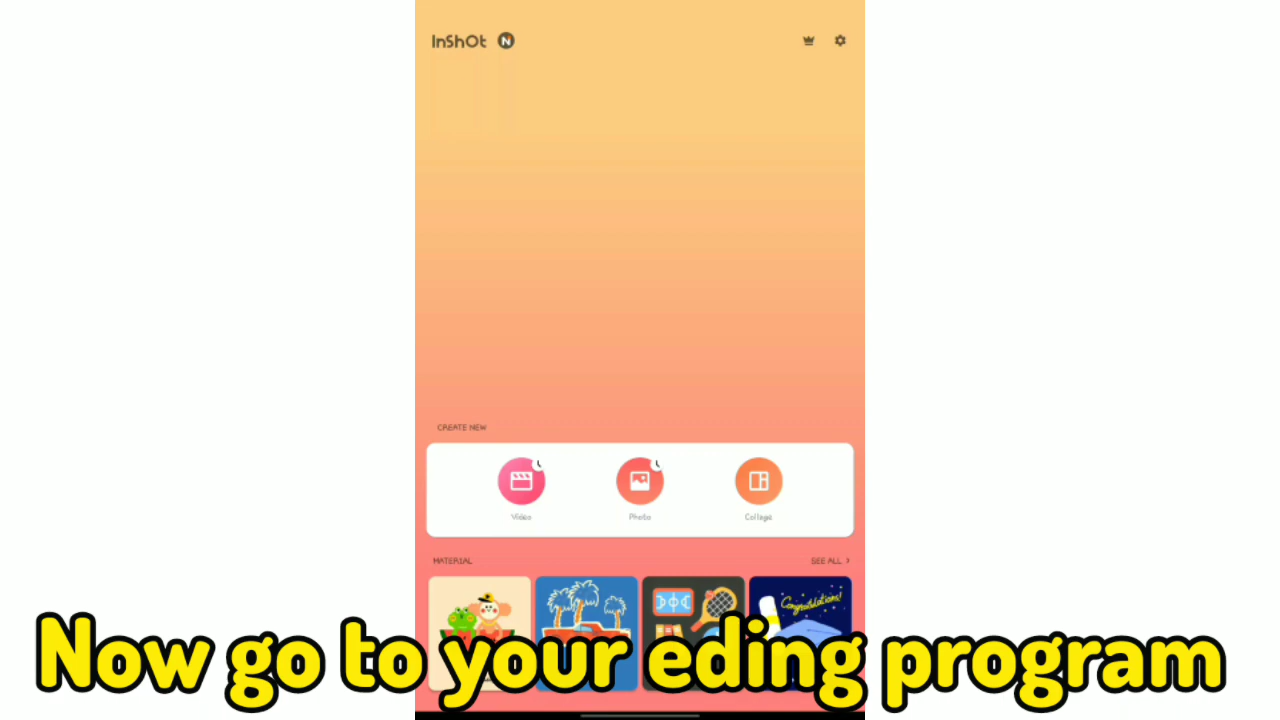 InShOt N
CREATE NEW
Video Photo Collage
MATERIAL SEE ALL >
Congratulations!
Now go to your eding program